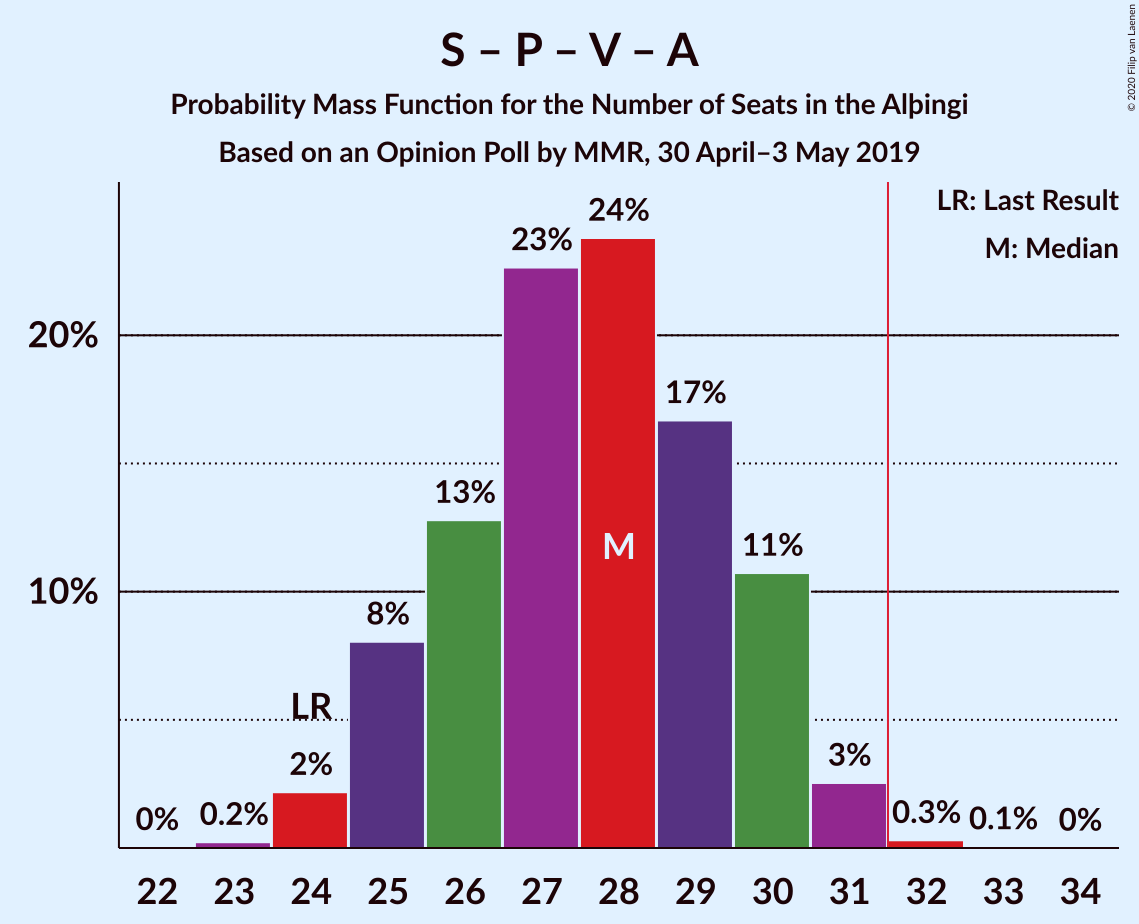 S – P – V – A
Probability Mass Function for the Number of Seats in the Alþingi
Based on an Opinion Poll by MMR, 30 April–3 May 2019
© 2020 Filip van Laenen
LR: Last Result
M: Median
20%
10%
0%
0.2%
2%
LR
8%
13%
23%
24%
M
17%
11%
3%
0.3%
0.1%
0%
22 23 24 25 26 27 28 29 30 31 32 33 34